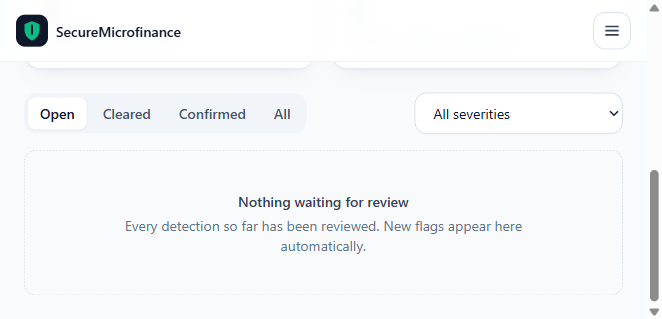 SecureMicrofinance
Open
Cleared
Confirmed
All
All severities
Nothing waiting for review
Every detection so far has been reviewed. New flags appear here
automatically.